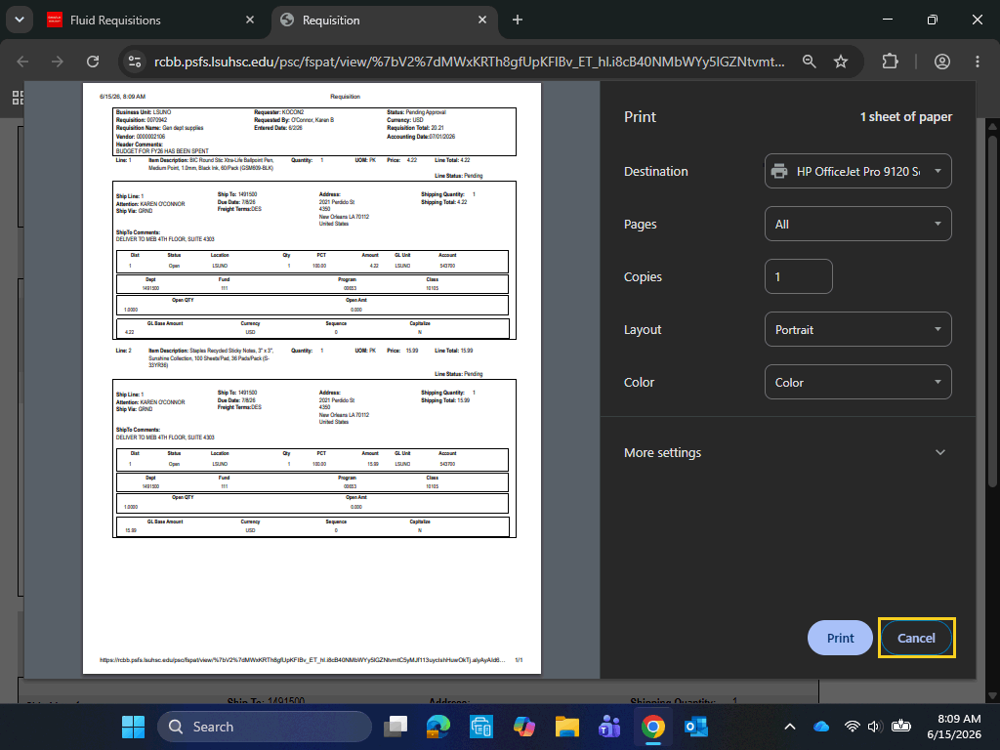 Fluid Requisitions
Requisition
rcbb.psfs.lsuhsc.edu/psc/fspat/view/%7bV2%7dMWxKRTh8gfUpKFIBv_ET_hI.i8cB40NMbWYy5IGZNtvmt...
6/15/26, 8:09 AM Requisition
Business Unit: LSUNO Requester: KOCON2 Status: Pending Approval
Requisition: 0070942 Requested By: O'Connor, Karen B Currency: USD
Requisition Name: Gen dept supplies Entered Date: 6/2/26 Requisition Total: 20.21
Vendor: 0000002106 Accounting Date:07/01/2026
Header Comments:
BUDGET FOR FY26 HAS BEEN SPENT
Line: 1 Item Description: BIC Round Stic Xtra-Life Ballpoint Pen, Quantity: 1 UOM: PK Price: 4.22 Line Total: 4.22
Medium Point, 1.0mm, Black Ink, 60/Pack (GSM609-BLK)
Line Status: Pending
Ship Line: 1 Ship To: 1491500 Address: Shipping Quantity: 1
Attention: KAREN O'CONNOR Due Date: 7/8/26 2021 Perdido St Shipping Total: 4.22
Ship Via: GRND Freight Terms:DES 4350
New Orleans LA 70112
United States
ShipTo Comments:
DELIVER TO MEB 4TH FLOOR, SUITE 4303
Dist Status Location Qty PCT Amount GL Unit Account
1 Open LSUNO 1 100.00 4.22 LSUNO 543700
Dept Fund Program Class
1491500 111 00653 10105
Open QTY Open Amt
1.0000 0.000
GL Base Amount Currency Sequence Capitalize
4.22 USD 0 N
Line: 2 Item Description: Staples Recycled Sticky Notes, 3" x 3", Quantity: 1 UOM: PK Price: 15.99 Line Total: 15.99
Sunshine Collection, 100 Sheets/Pad, 36 Pads/Pack (S-
33YR36)
Line Status: Pending
Ship Line: 1 Ship To: 1491500 Address: Shipping Quantity: 1
Attention: KAREN O'CONNOR Due Date: 7/8/26 2021 Perdido St Shipping Total: 15.99
Ship Via: GRND Freight Terms:DES 4350
New Orleans LA 70112
United States
ShipTo Comments:
DELIVER TO MEB 4TH FLOOR, SUITE 4303
Dist Status Location Qty PCT Amount GL Unit Account
1 Open LSUNO 1 100.00 15.99 LSUNO 543700
Dept Fund Program Class
1491500 111 00653 10105
Open QTY Open Amt
1.0000 0.000
GL Base Amount Currency Sequence Capitalize
15.99 USD 0 N
1/1
Print 1 sheet of paper
Destination HP OfficeJet Pro 9120 Se
Pages All
Copies 1
Layout Portrait
Color Color
More settings
Print Cancel
Ship To: 1491500 Address: Shipping Quantity: 1
Search
8:09 AM
6/15/2026